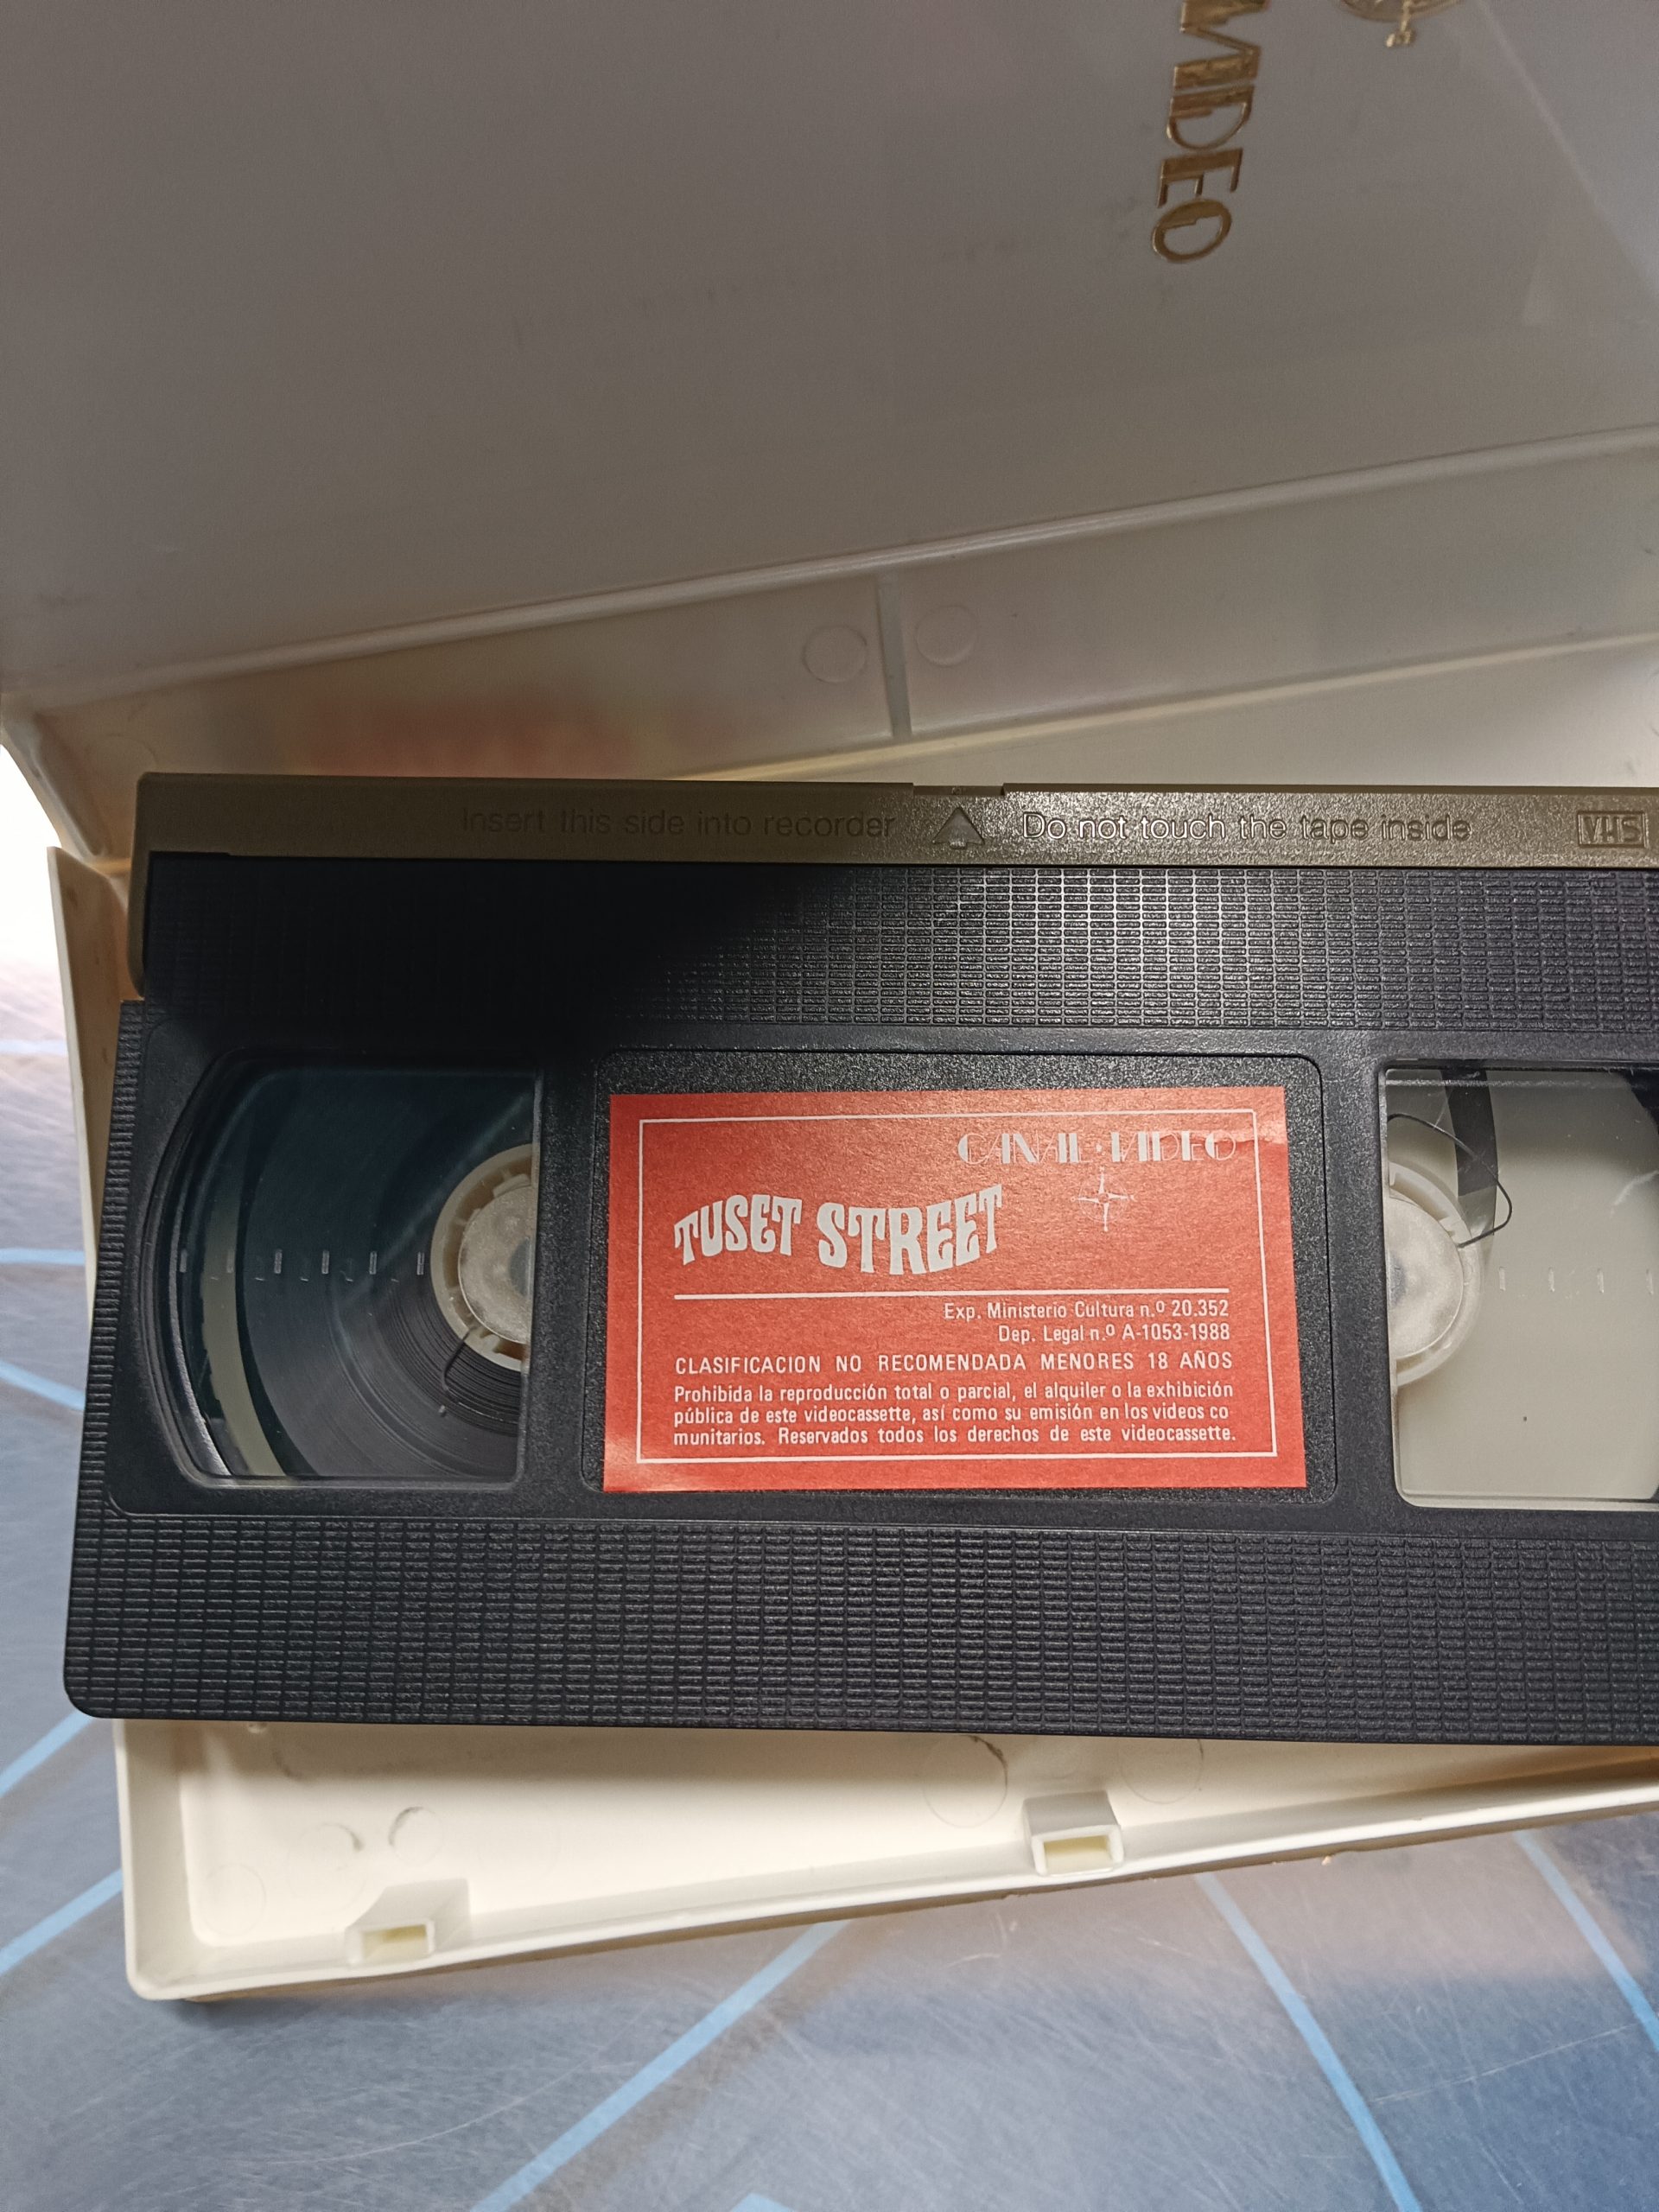 VIDEO
Insert this side into recorder Do not touch the tape inside VHS
CANAL·VIDEO
TUSET STREET
Exp. Ministerio Cultura n.º 20.352
Dep. Legal n.º A-1053-1988
CLASIFICACION NO RECOMENDADA MENORES 18 AÑOS
Prohibida la reproducción total o parcial, el alquiler o la exhibición
pública de este videocassette, así como su emisión en los videos co
munitarios. Reservados todos los derechos de este videocassette.